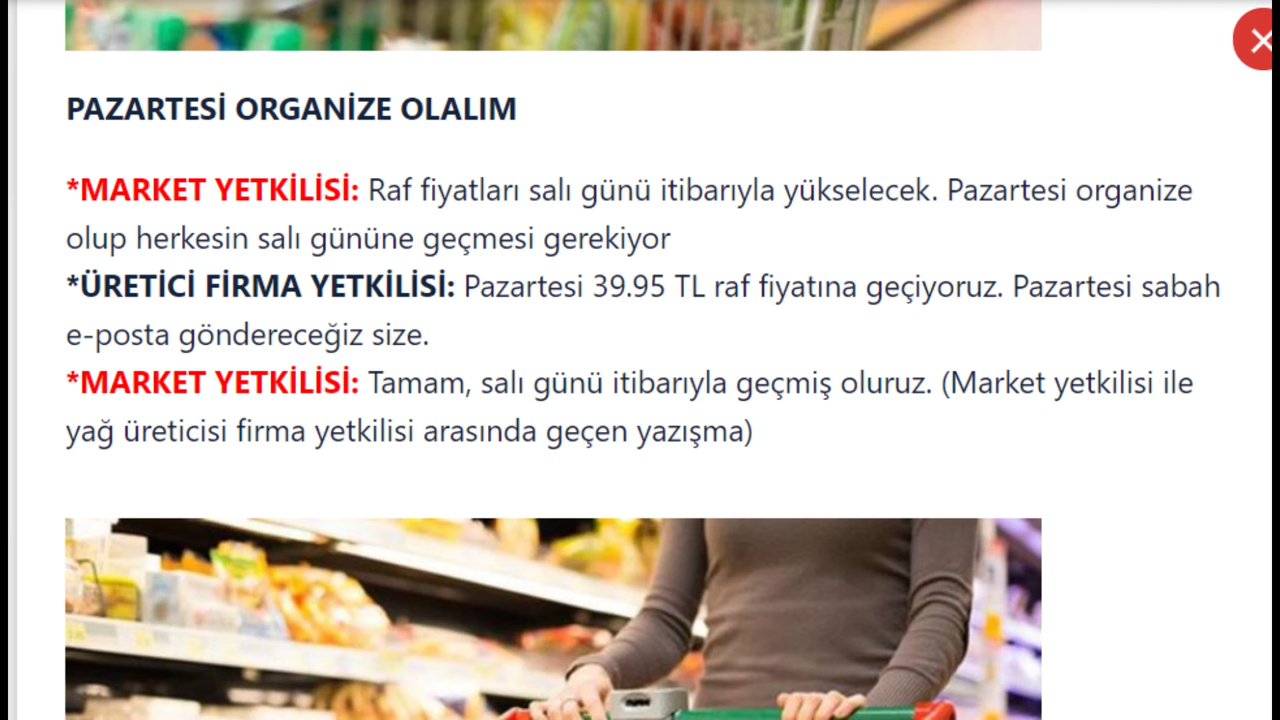 PAZARTESİ ORGANİZE OLALIM
*MARKET YETKİLİSİ: Raf fiyatları salı günü itibarıyla yükselecek. Pazartesi organize
olup herkesin salı gününe geçmesi gerekiyor
*ÜRETİCİ FİRMA YETKİLİSİ: Pazartesi 39.95 TL raf fiyatına geçiyoruz. Pazartesi sabah
e-posta göndereceğiz size.
*MARKET YETKİLİSİ: Tamam, salı günü itibarıyla geçmiş oluruz. (Market yetkilisi ile
yağ üreticisi firma yetkilisi arasında geçen yazışma)